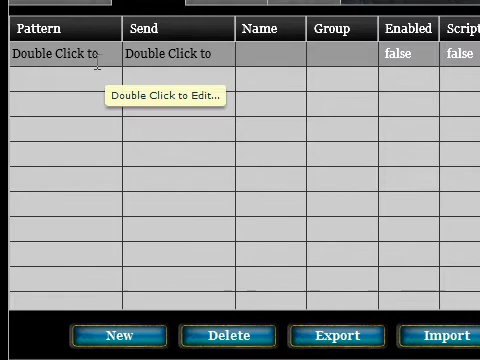 Pattern Send Name Group Enabled Script
Double Click to Double Click to false false
Double Click to Edit...
New Delete Export Import